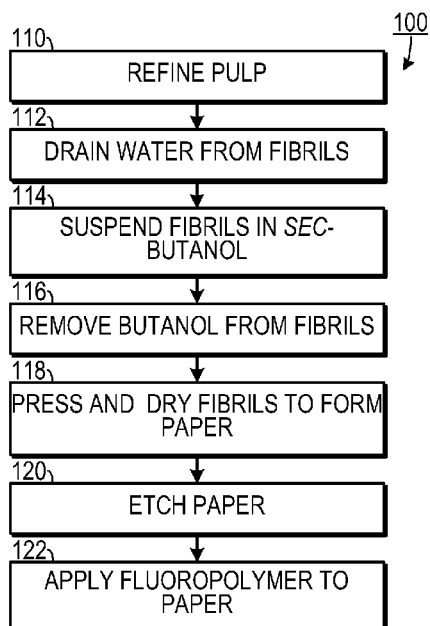 100
110
REFINE PULP
112
DRAIN WATER FROM FIBRILS
114
SUSPEND FIBRILS IN SEC-
BUTANOL
116
REMOVE BUTANOL FROM FIBRILS
118
PRESS AND DRY FIBRILS TO FORM
PAPER
120
ETCH PAPER
122
APPLY FLUOROPOLYMER TO
PAPER